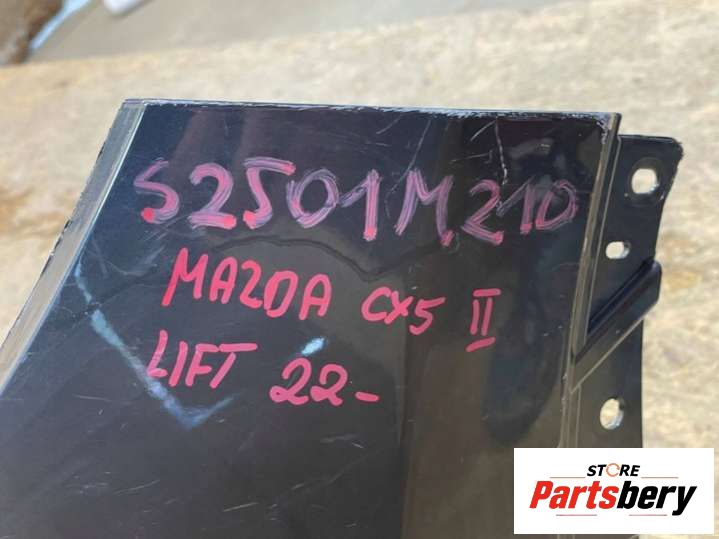 S2501M210
MAZDA CX5 II
LIFT 22-
STORE
Partsbery